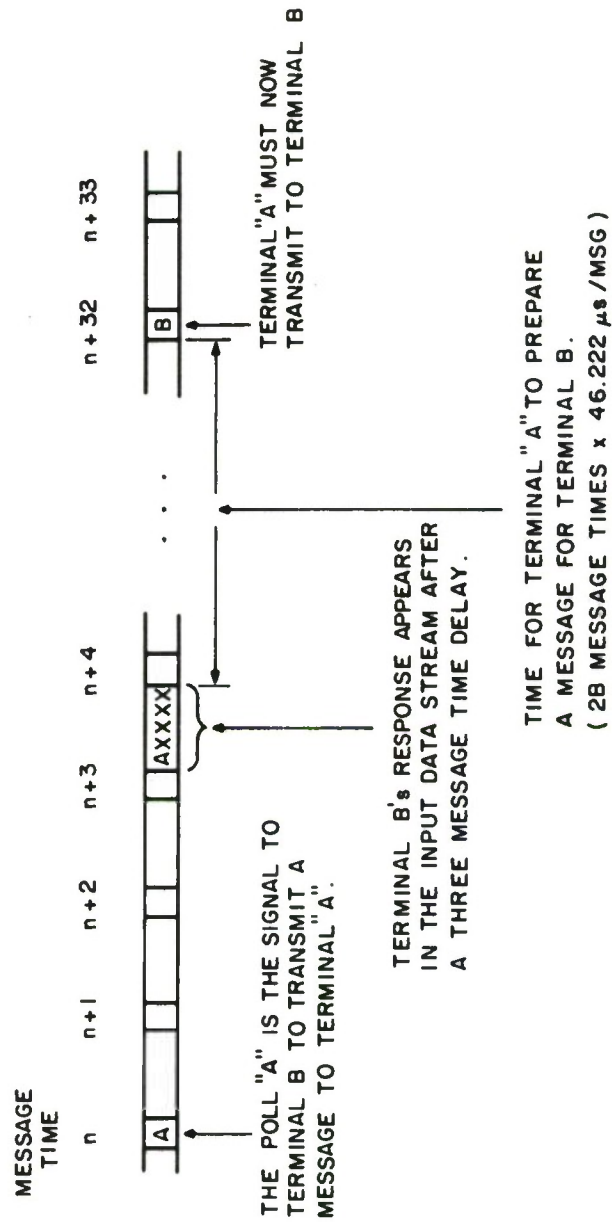 MESSAGE
TIME
n
n+1
n+2
n+3
n+4
n+32
n+33
A
AXXXX
. . .
B
THE POLL "A" IS THE SIGNAL TO
TERMINAL B TO TRANSMIT A
MESSAGE TO TERMINAL "A".
TERMINAL B's RESPONSE APPEARS
IN THE INPUT DATA STREAM AFTER
A THREE MESSAGE TIME DELAY.
TERMINAL "A" MUST NOW
TRANSMIT TO TERMINAL B
TIME FOR TERMINAL "A" TO PREPARE
A MESSAGE FOR TERMINAL B.
( 2B MESSAGE TIMES x 46.222 µs/MSG )